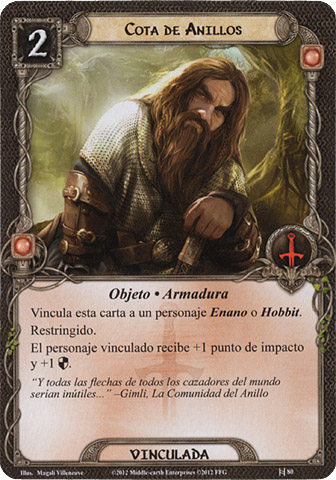 2
COTA DE ANILLOS
Objeto • Armadura
Vincula esta carta a un personaje Enano o Hobbit.
Restringido.
El personaje vinculado recibe +1 punto de impacto
y +1 .
“Y todas las flechas de todos los cazadores del mundo
serían inútiles...” –Gimli, La Comunidad del Anillo
VINCULADA
Illus. Magali Villeneuve
©2012 Middle-earth Enterprises ©2012 FFG
80